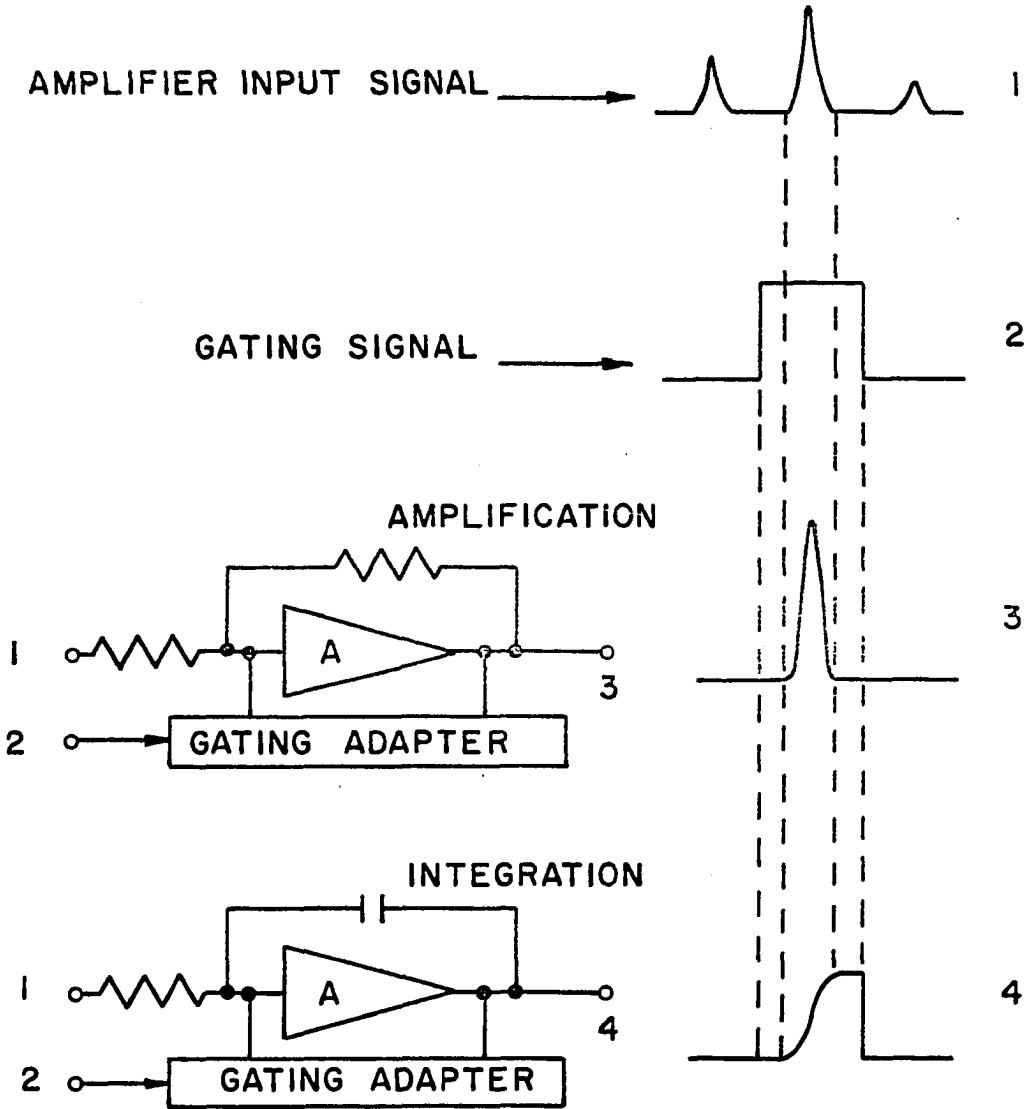 AMPLIFIER INPUT SIGNAL 1
GATING SIGNAL 2
AMPLIFICATION
1 A 3
3
2 GATING ADAPTER
INTEGRATION
1 A 4
4
2 GATING ADAPTER